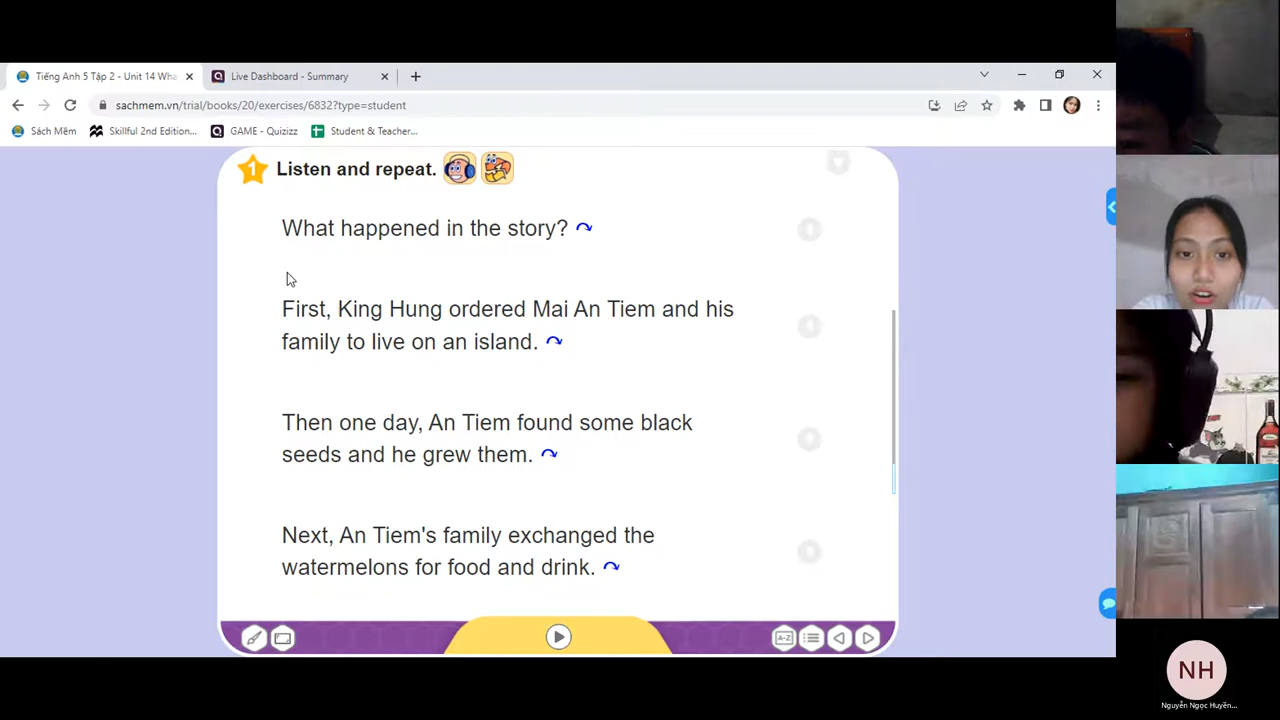 Tiếng Anh 5 Tập 2 - Unit 14 Wha
Live Dashboard - Summary
sachmem.vn/trial/books/20/exercises/6832?type=student
Sách Mềm
Skillful 2nd Edition...
GAME - Quizizz
Student & Teacher...
1 Listen and repeat.
What happened in the story?
First, King Hung ordered Mai An Tiem and his
family to live on an island.
Then one day, An Tiem found some black
seeds and he grew them.
Next, An Tiem's family exchanged the
watermelons for food and drink.
A-Z
NH
Nguyễn Ngọc Huyền...